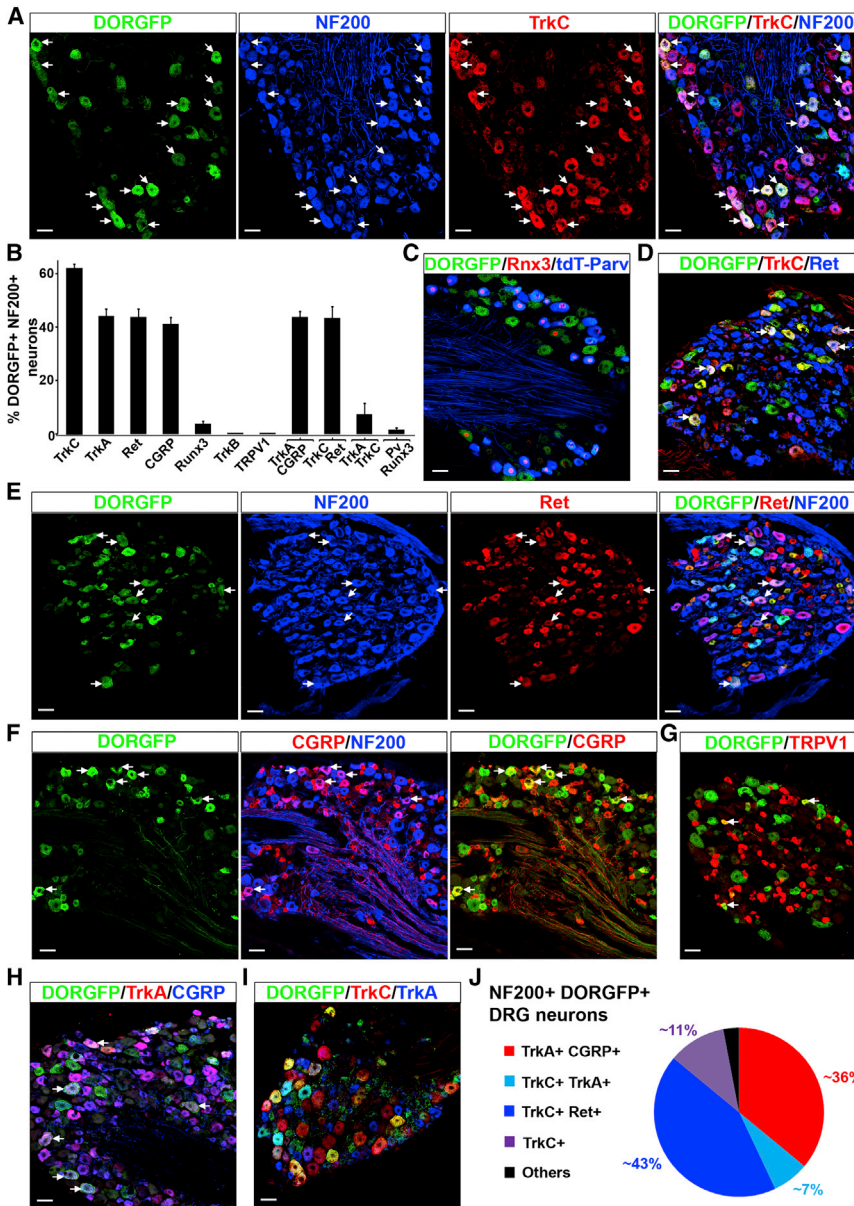 A
DORGFP
NF200
TrkC
DORGFP/TrkC/NF200
B
% DORGFP+ NF200+
neurons
60
40
20
0
TrkC
TrkA
Ret
CGRP
Runx3
TrkB
TRPV1
TrkA
CGRP
TrkC
Ret
TrkA
TrkC
Pv
Runx3
C
DORGFP/Rnx3/tdT-Parv
D
DORGFP/TrkC/Ret
E
DORGFP
NF200
Ret
DORGFP/Ret/NF200
F
DORGFP
CGRP/NF200
DORGFP/CGRP
G
DORGFP/TRPV1
H
DORGFP/TrkA/CGRP
I
DORGFP/TrkC/TrkA
J
NF200+ DORGFP+
DRG neurons
TrkA+ CGRP+
TrkC+ TrkA+
TrkC+ Ret+
TrkC+
Others
~11%
~36%
~43%
~7%